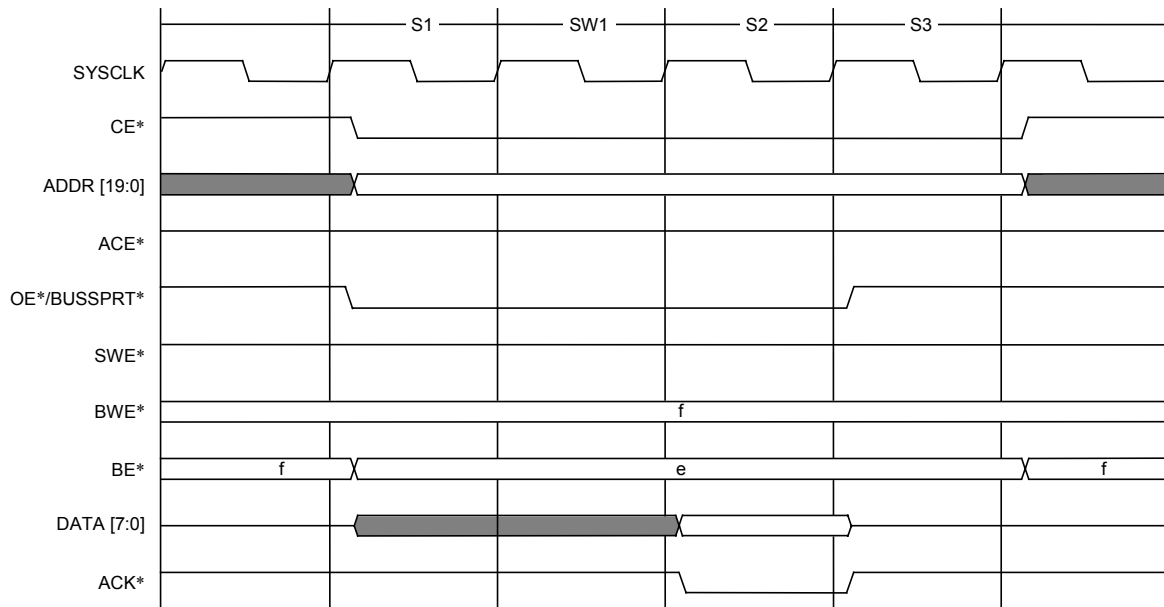 S1 SW1 S2 S3
SYSCLK
CE*
ADDR [19:0]
ACE*
OE*/BUSSPRT*
SWE*
BWE* f
BE* f e f
DATA [7:0]
ACK*